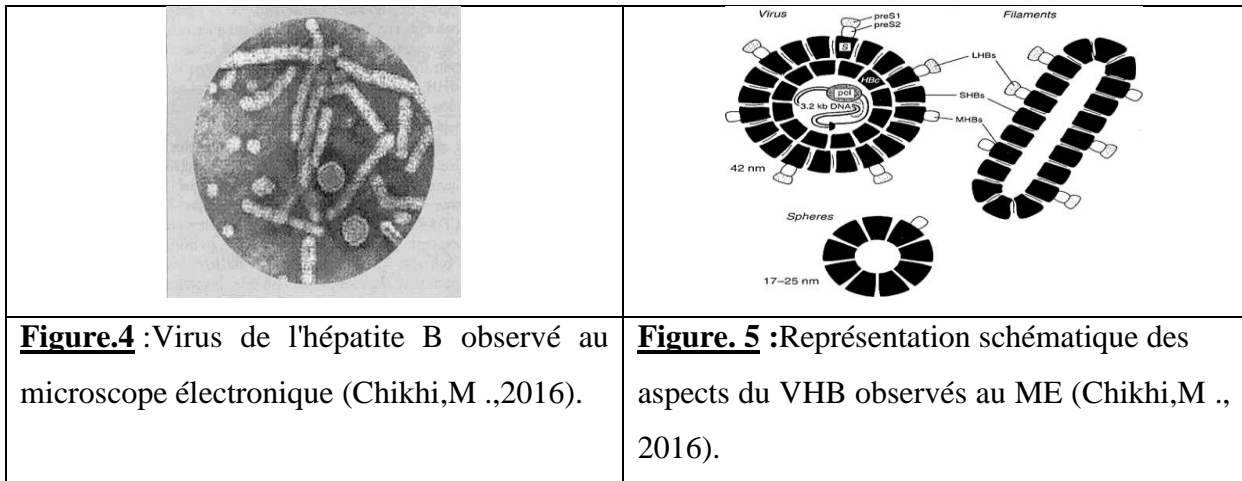 Virus
preS1
preS2
Filaments
S
HBc
LHBs
pol
3.2 kb DNA
SHBs
MHBs
42 nm
Spheres
17–25 nm
Figure.4 :Virus de l'hépatite B observé au
microscope électronique (Chikhi,M .,2016).
Figure. 5 :Représentation schématique des
aspects du VHB observés au ME (Chikhi,M .,
2016).